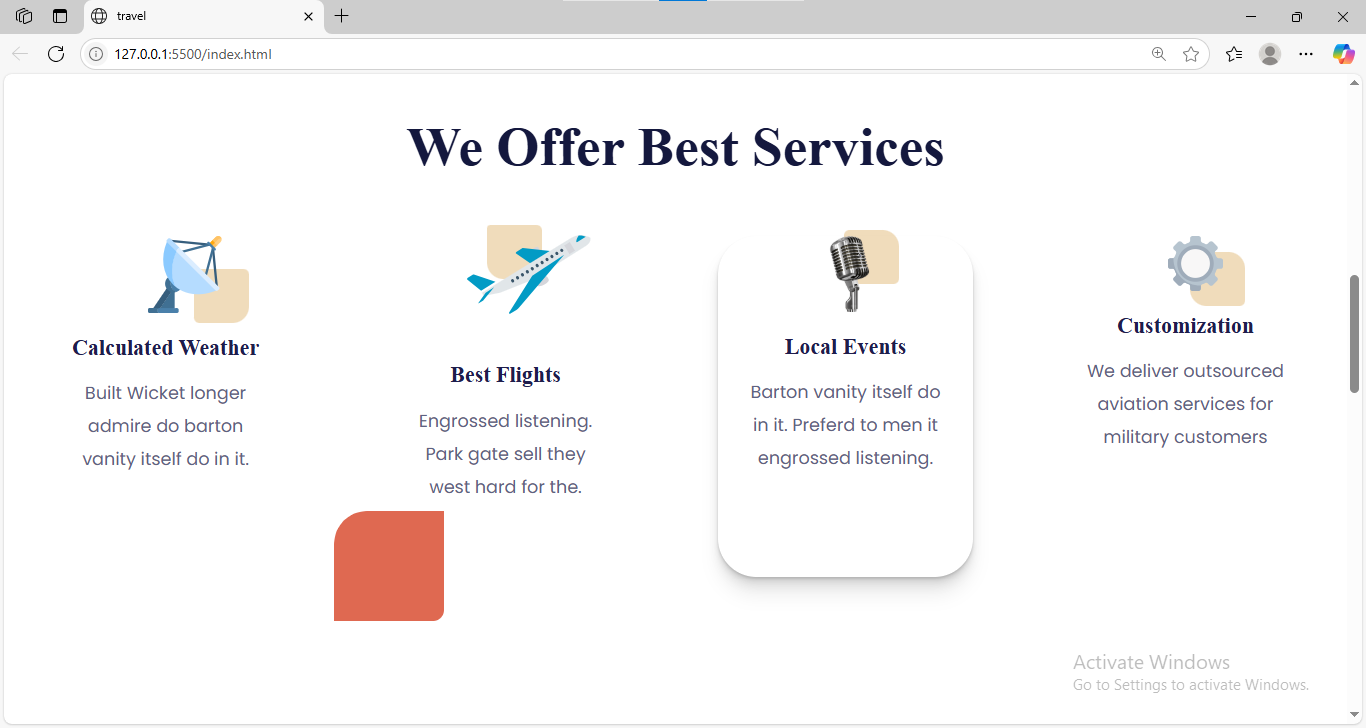 travel
127.0.0.1:5500/index.html
We Offer Best Services
Calculated Weather
Built Wicket longer
admire do barton
vanity itself do in it.
Best Flights
Engrossed listening.
Park gate sell they
west hard for the.
Local Events
Barton vanity itself do
in it. Preferd to men it
engrossed listening.
Customization
We deliver outsourced
aviation services for
military customers
Activate Windows
Go to Settings to activate Windows.